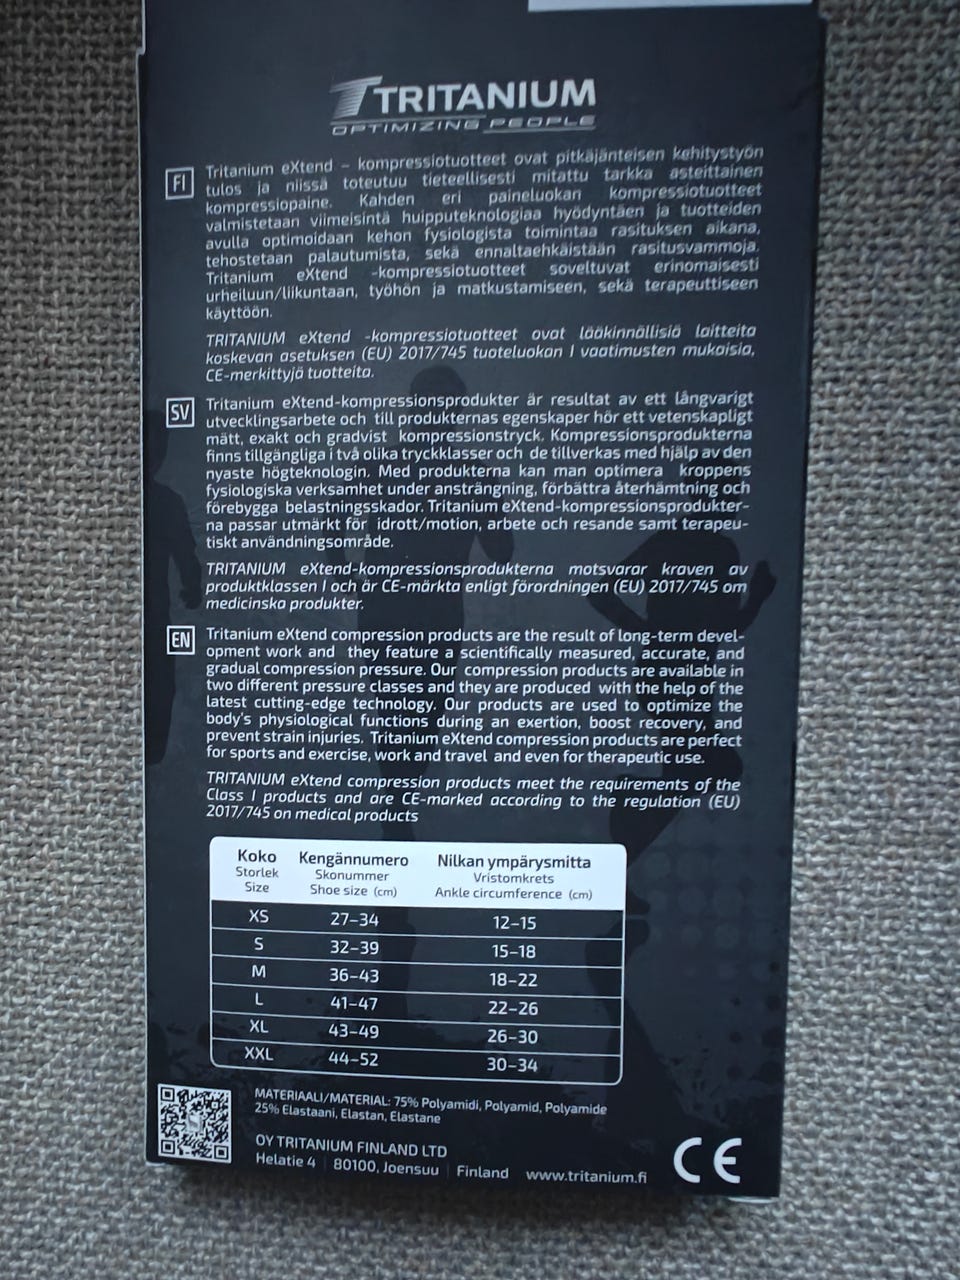 TRITANIUM
OPTIMIZING PEOPLE
FI
Tritanium eXtend – kompressiotuotteet ovat pitkäjänteisen kehitystyön
tulos ja niissä toteutuu tieteellisesti mitattu tarkka asteittainen
kompressiopaine. Kahden eri paineluokan kompressiotuotteet
valmistetaan viimeisintä huipputeknologiaa hyödyntäen ja tuotteiden
avulla optimoidaan kehon fysiologista toimintaa rasituksen aikana,
tehostetaan palautumista, sekä ennaltaehkäistään rasitusvammoja.
Tritanium eXtend -kompressiotuotteet soveltuvat erinomaisesti
urheiluun/liikuntaan, työhön ja matkustamiseen, sekä terapeuttiseen
käyttöön.
TRITANIUM eXtend -kompressiotuotteet ovat lääkinnällisiä laitteita
koskevan asetuksen (EU) 2017/745 tuoteluokan I vaatimusten mukaisia,
CE-merkittyjä tuotteita.
SV
Tritanium eXtend-kompressionsprodukter är resultat av ett långvarigt
utvecklingsarbete och till produkternas egenskaper hör ett vetenskapligt
mätt, exakt och gradvist kompressionstryck. Kompressionsprodukterna
finns tillgängliga i två olika tryckklasser och de tillverkas med hjälp av den
nyaste högteknologin. Med produkterna kan man optimera kroppens
fysiologiska verksamhet under ansträngning, förbättra återhämtning och
förebygga belastningsskador. Tritanium eXtend-kompressionsprodukter-
na passar utmärkt för idrott/motion, arbete och resande samt terapeu-
tiskt användningsområde.
TRITANIUM eXtend-kompressionsprodukterna motsvarar kraven av
produktklassen I och är CE-märkta enligt förordningen (EU) 2017/745 om
medicinska produkter.
EN
Tritanium eXtend compression products are the result of long-term devel-
opment work and they feature a scientifically measured, accurate, and
gradual compression pressure. Our compression products are available in
two different pressure classes and they are produced with the help of the
latest cutting-edge technology. Our products are used to optimize the
body's physiological functions during an exertion, boost recovery, and
prevent strain injuries. Tritanium eXtend compression products are perfect
for sports and exercise, work and travel and even for therapeutic use.
TRITANIUM eXtend compression products meet the requirements of the
Class I products and are CE-marked according to the regulation (EU)
2017/745 on medical products
Koko Kengännumero Nilkan ympärysmitta
Storlek Skonummer Vristomkrets
Size Shoe size (cm) Ankle circumference (cm)
XS 27–34 12–15
S 32–39 15–18
M 36–43 18–22
L 41–47 22–26
XL 43–49 26–30
XXL 44–52 30–34
MATERIAALI/MATERIAL: 75% Polyamidi, Polyamid, Polyamide
25% Elastaani, Elastan, Elastane
OY TRITANIUM FINLAND LTD
Helatie 4 | 80100, Joensuu | Finland www.tritanium.fi
CE